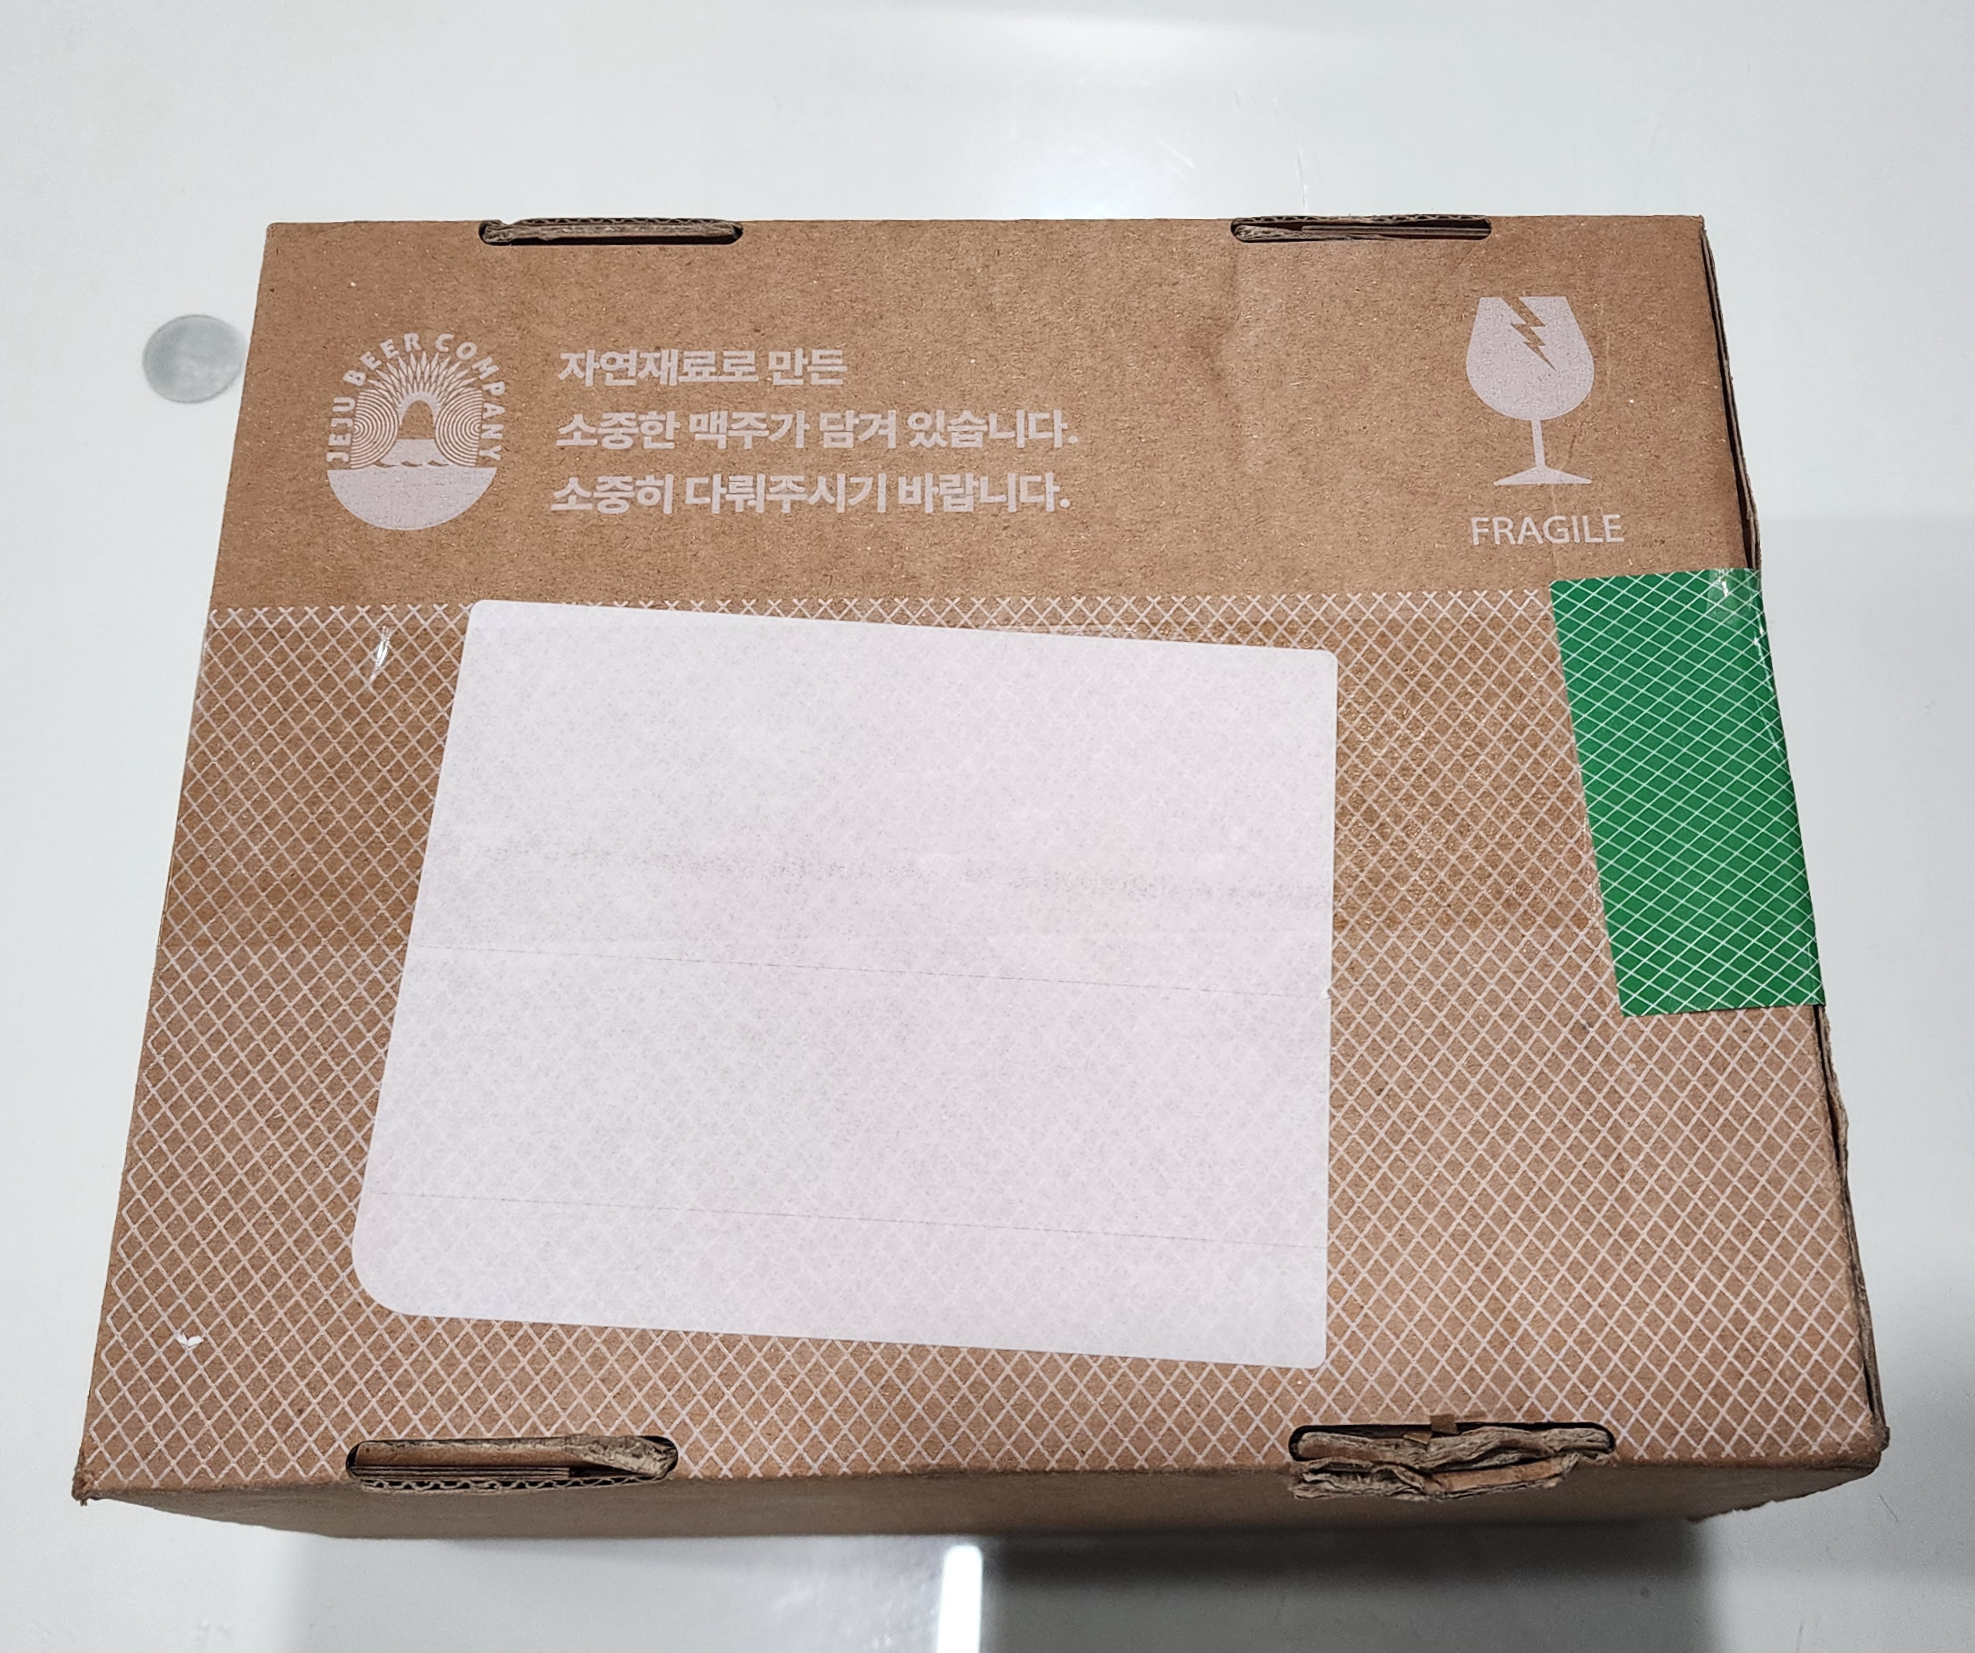 JEJU BEER COMPANY
자연재료로 만든
소중한 맥주가 담겨 있습니다.
소중히 다뤄주시기 바랍니다.
FRAGILE